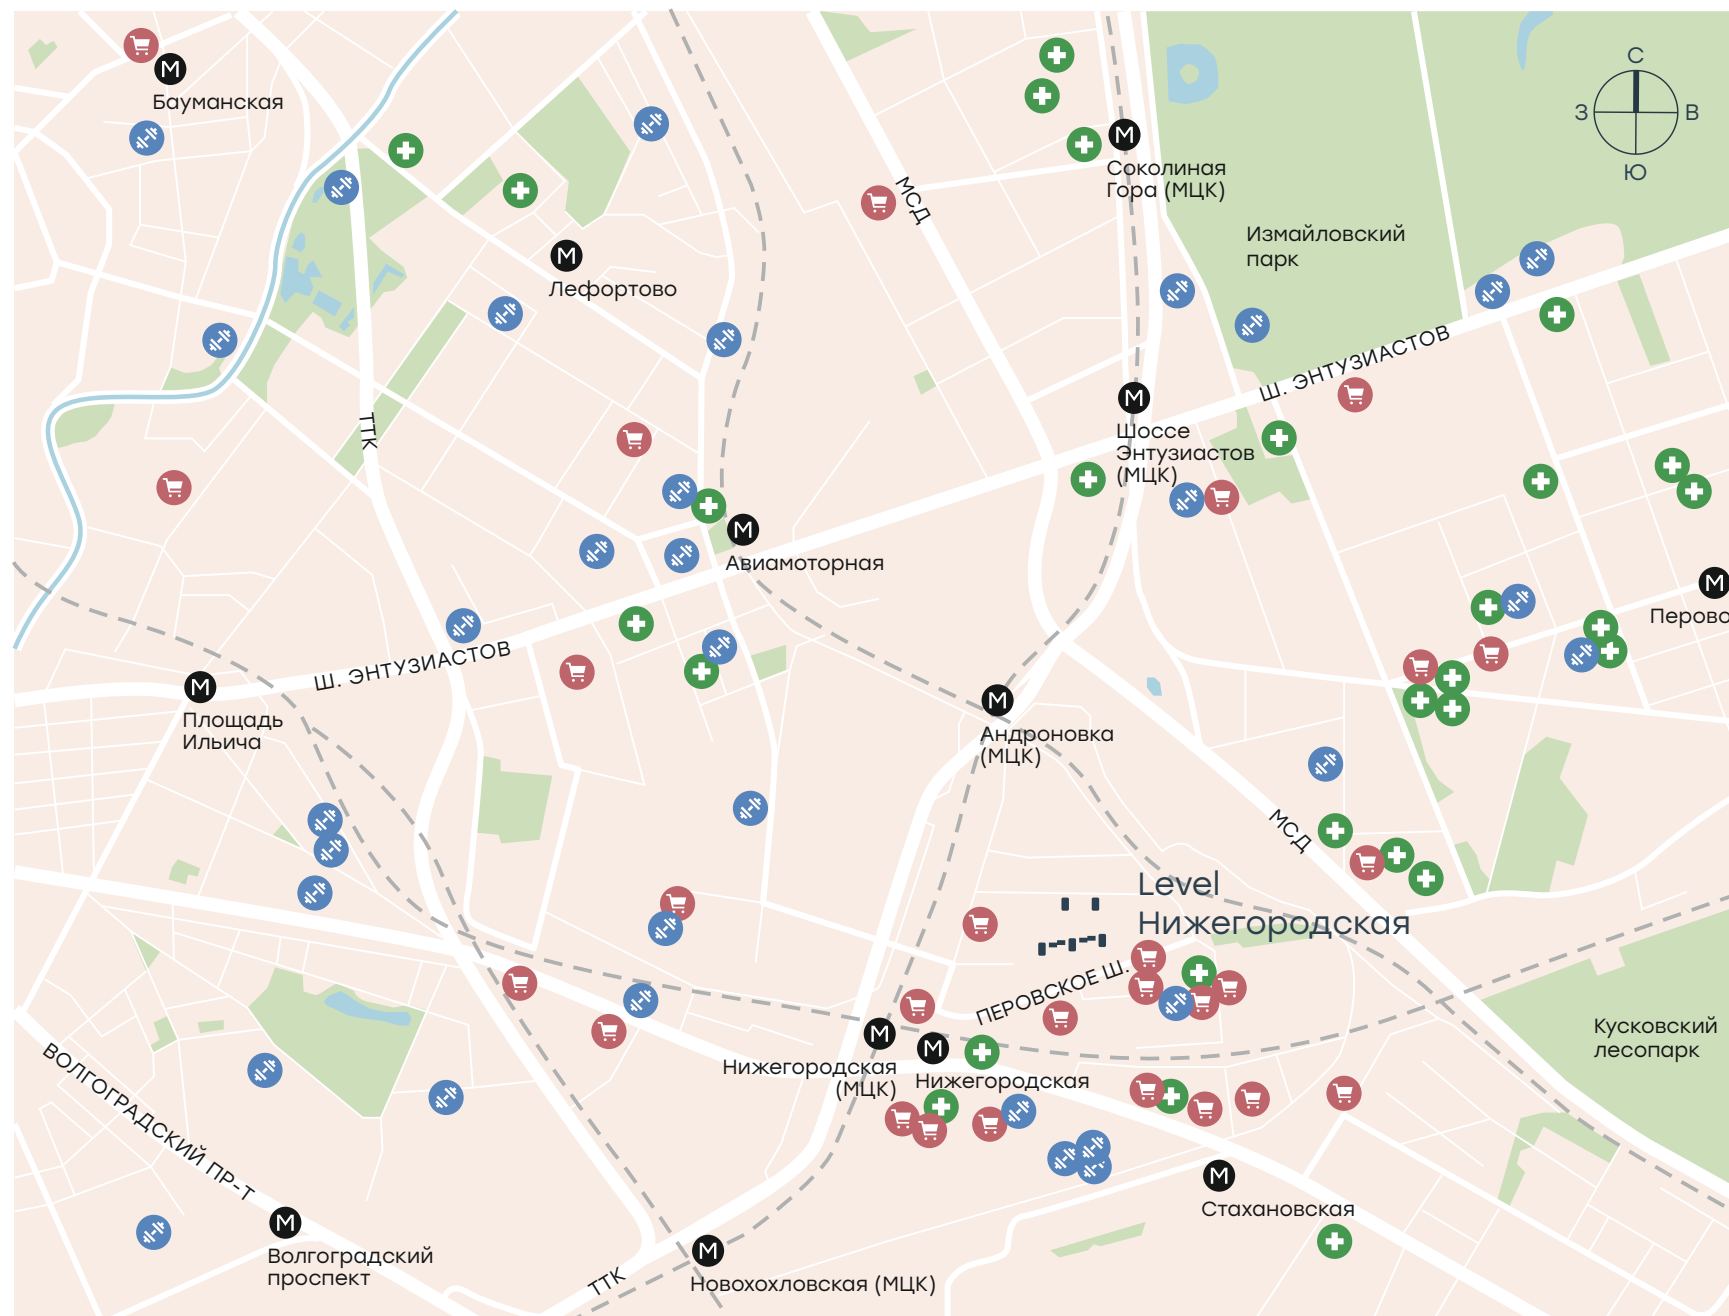 М
Бауманская
С
З
В
Ю
М
Соколиная
Гора (МЦК)
МСД
Измайловский
парк
М
Лефортово
Ш. ЭНТУЗИАСТОВ
М
Шоссе
Энтузиастов
(МЦК)
ТТК
М
Авиамоторная
М
Перово
Ш. ЭНТУЗИАСТОВ
М
Площадь
Ильича
М
Андроновка
(МЦК)
МСД
Level
Нижегородская
ПЕРОВСКОЕ Ш.
Кусковский
лесопарк
М
Нижегородская
(МЦК)
М
Нижегородская
ВОЛГОГРАДСКИЙ ПР-Т
М
Стахановская
М
Волгоградский
проспект
М
Новохохловская (МЦК)
ТТК